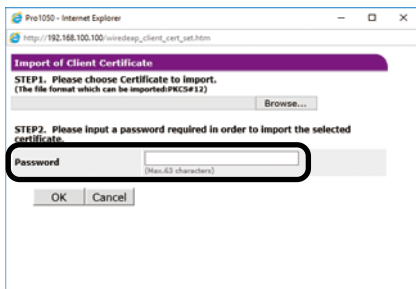 Pro1050 - Internet Explorer
http://192.168.100.100/wiredeap_client_cert_set.htm
Import of Client Certificate
STEP1. Please choose Certificate to import.
(The file format which can be imported:PKCS#12)
Browse...
STEP2. Please input a password required in order to import the selected
certificate.
Password
(Max.63 characters)
OK Cancel